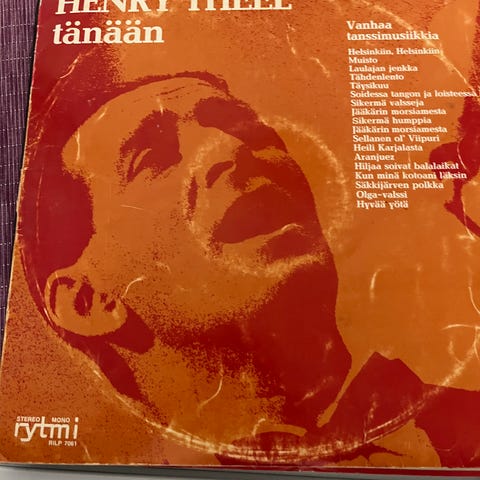 HENRY THEEL
tänään
Vanhaa
tanssimusiikkia
Helsinkiin, Helsinkiin
Muisto
Laulajan jenkka
Tähdenlento
Täysikuu
Soidessa tangon ja loisteessa
Sikermä valsseja
Jääkärin morsiamesta
Sikermä humppia
Jääkärin morsiamesta
Sellanen ol' Viipuri
Heili Karjalasta
Aranjuez
Hiljaa soivat balalaikat
Kun minä kotoani läksin
Säkkijärven polkka
Olga-valssi
Hyvää yötä
STEREO MONO
rytmi
RILP 7061